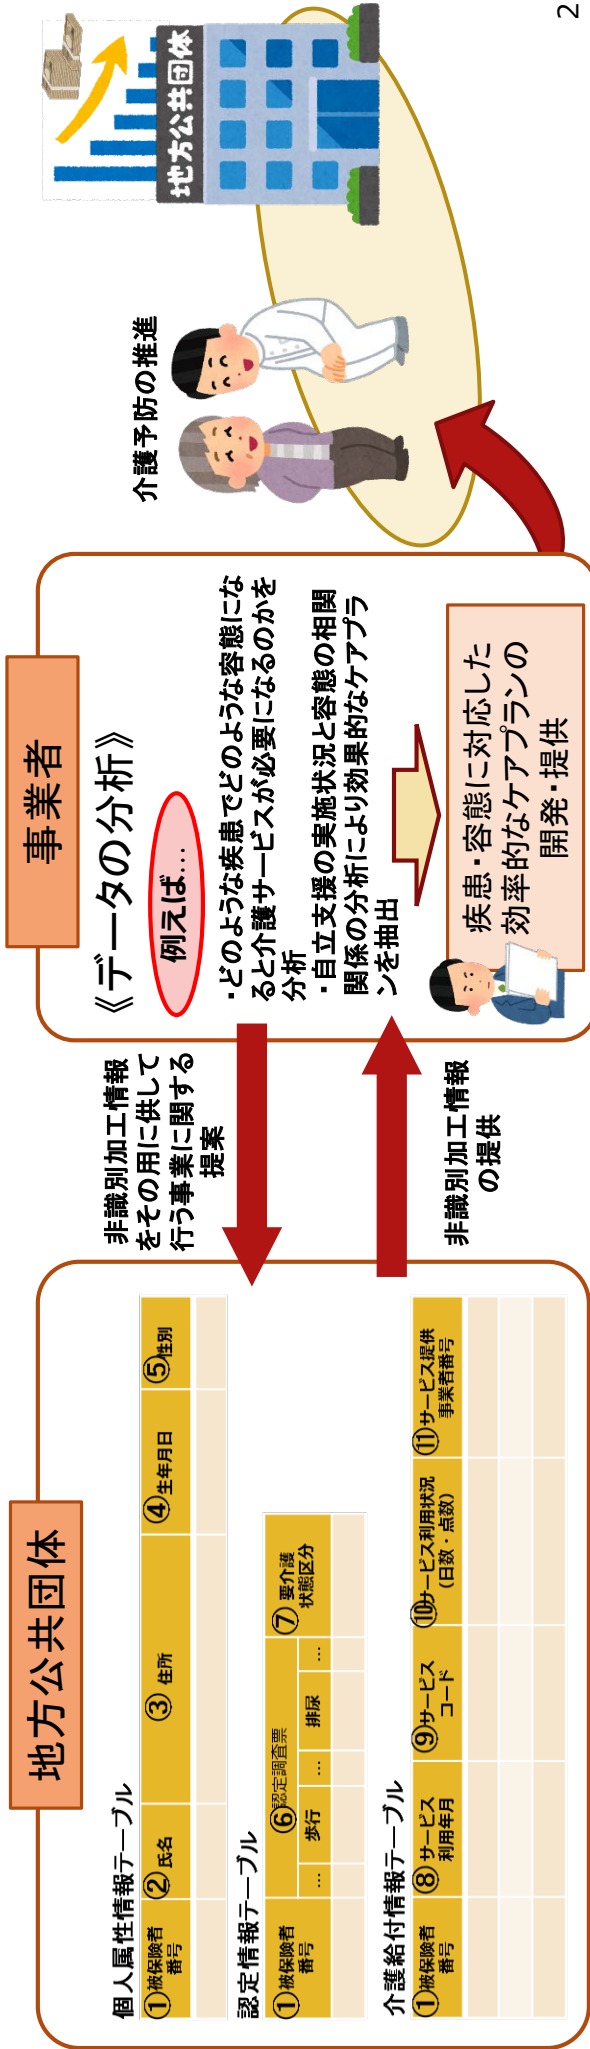 地方公共団体
個人属性情報テーブル
①被保険者
番号
②氏名
③住所
④生年月日
⑤性別
認定情報テーブル
①被保険者
番号
⑥認定調査票
…
歩行
…
排尿
…
⑦要介護
状態区分
介護給付情報テーブル
①被保険者
番号
⑧サービス
利用年月
⑨サービス
コード
⑩サービス利用状況
(日数・点数)
⑪サービス提供
事業者番号
非識別加工情報
をその用に供して
行う事業に関する
提案
非識別加工情報
の提供
事業者
《データの分析》
例えば…
・どのような疾患でどのような容態にな
ると介護サービスが必要になるのかを
分析
・自立支援の実施状況と容態の相関
関係の分析により効果的なケアプラ
ンを抽出
疾患・容態に対応した
効率的なケアプランの
開発・提供
介護予防の推進
地方公共団体
2